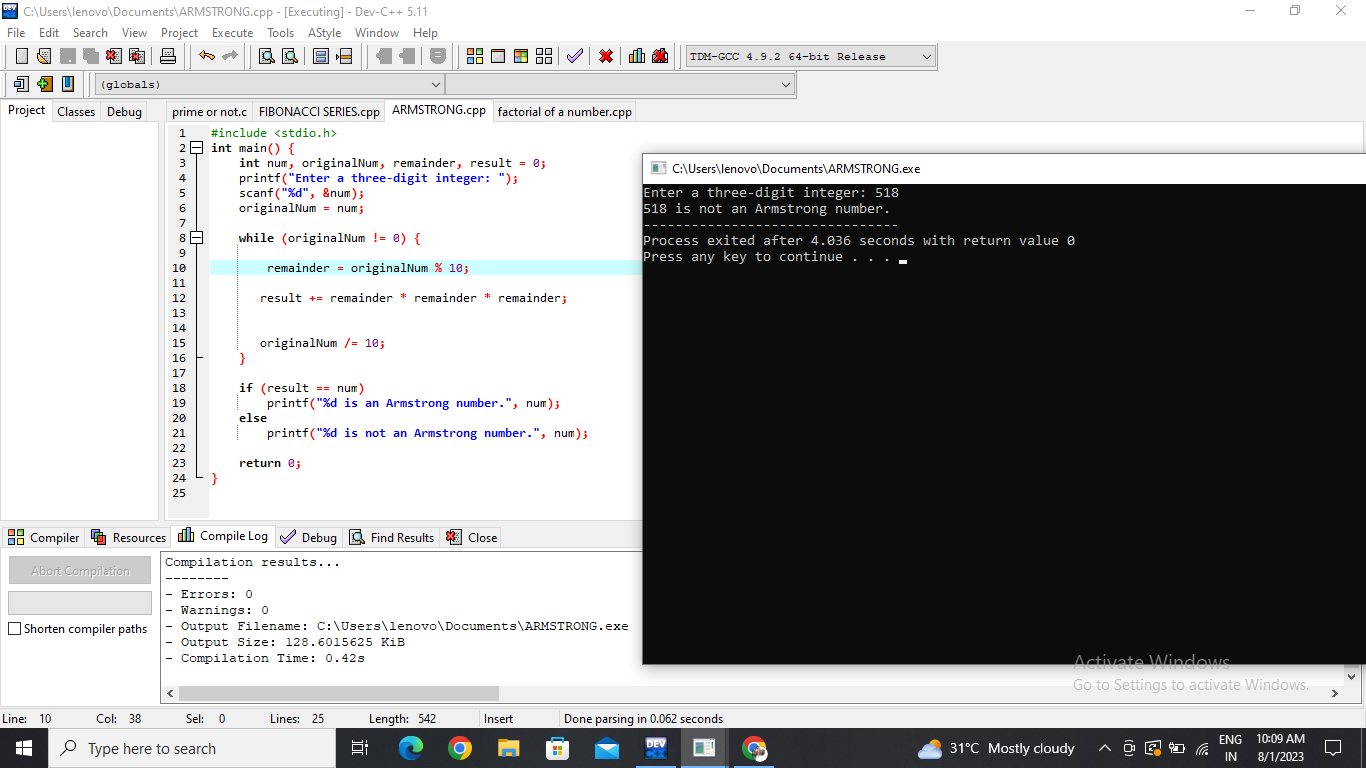 C:\Users\lenovo\Documents\ARMSTRONG.cpp - [Executing] - Dev-C++ 5.11
File Edit Search View Project Execute Tools AStyle Window Help
TDM-GCC 4.9.2 64-bit Release
(globals)
Project Classes Debug
prime or not.c FIBONACCI SERIES.cpp ARMSTRONG.cpp factorial of a number.cpp
1 #include <stdio.h>
2 int main() {
3 int num, originalNum, remainder, result = 0;
4 printf("Enter a three-digit integer: ");
5 scanf("%d", &num);
6 originalNum = num;
7
8 while (originalNum != 0) {
9
10 remainder = originalNum % 10;
11
12 result += remainder * remainder * remainder;
13
14
15 originalNum /= 10;
16 }
17
18 if (result == num)
19 printf("%d is an Armstrong number.", num);
20 else
21 printf("%d is not an Armstrong number.", num);
22
23 return 0;
24 }
25
C:\Users\lenovo\Documents\ARMSTRONG.exe
Enter a three-digit integer: 518
518 is not an Armstrong number.
--------------------------------
Process exited after 4.036 seconds with return value 0
Press any key to continue . . .
Compiler Resources Compile Log Debug Find Results Close
Abort Compilation
Shorten compiler paths
Compilation results...
--------
- Errors: 0
- Warnings: 0
- Output Filename: C:\Users\lenovo\Documents\ARMSTRONG.exe
- Output Size: 128.6015625 KiB
- Compilation Time: 0.42s
Activate Windows
Go to Settings to activate Windows.
Line: 10 Col: 38 Sel: 0 Lines: 25 Length: 542 Insert Done parsing in 0.062 seconds
Type here to search
DEV
31°C Mostly cloudy
ENG
IN
10:09 AM
8/1/2023